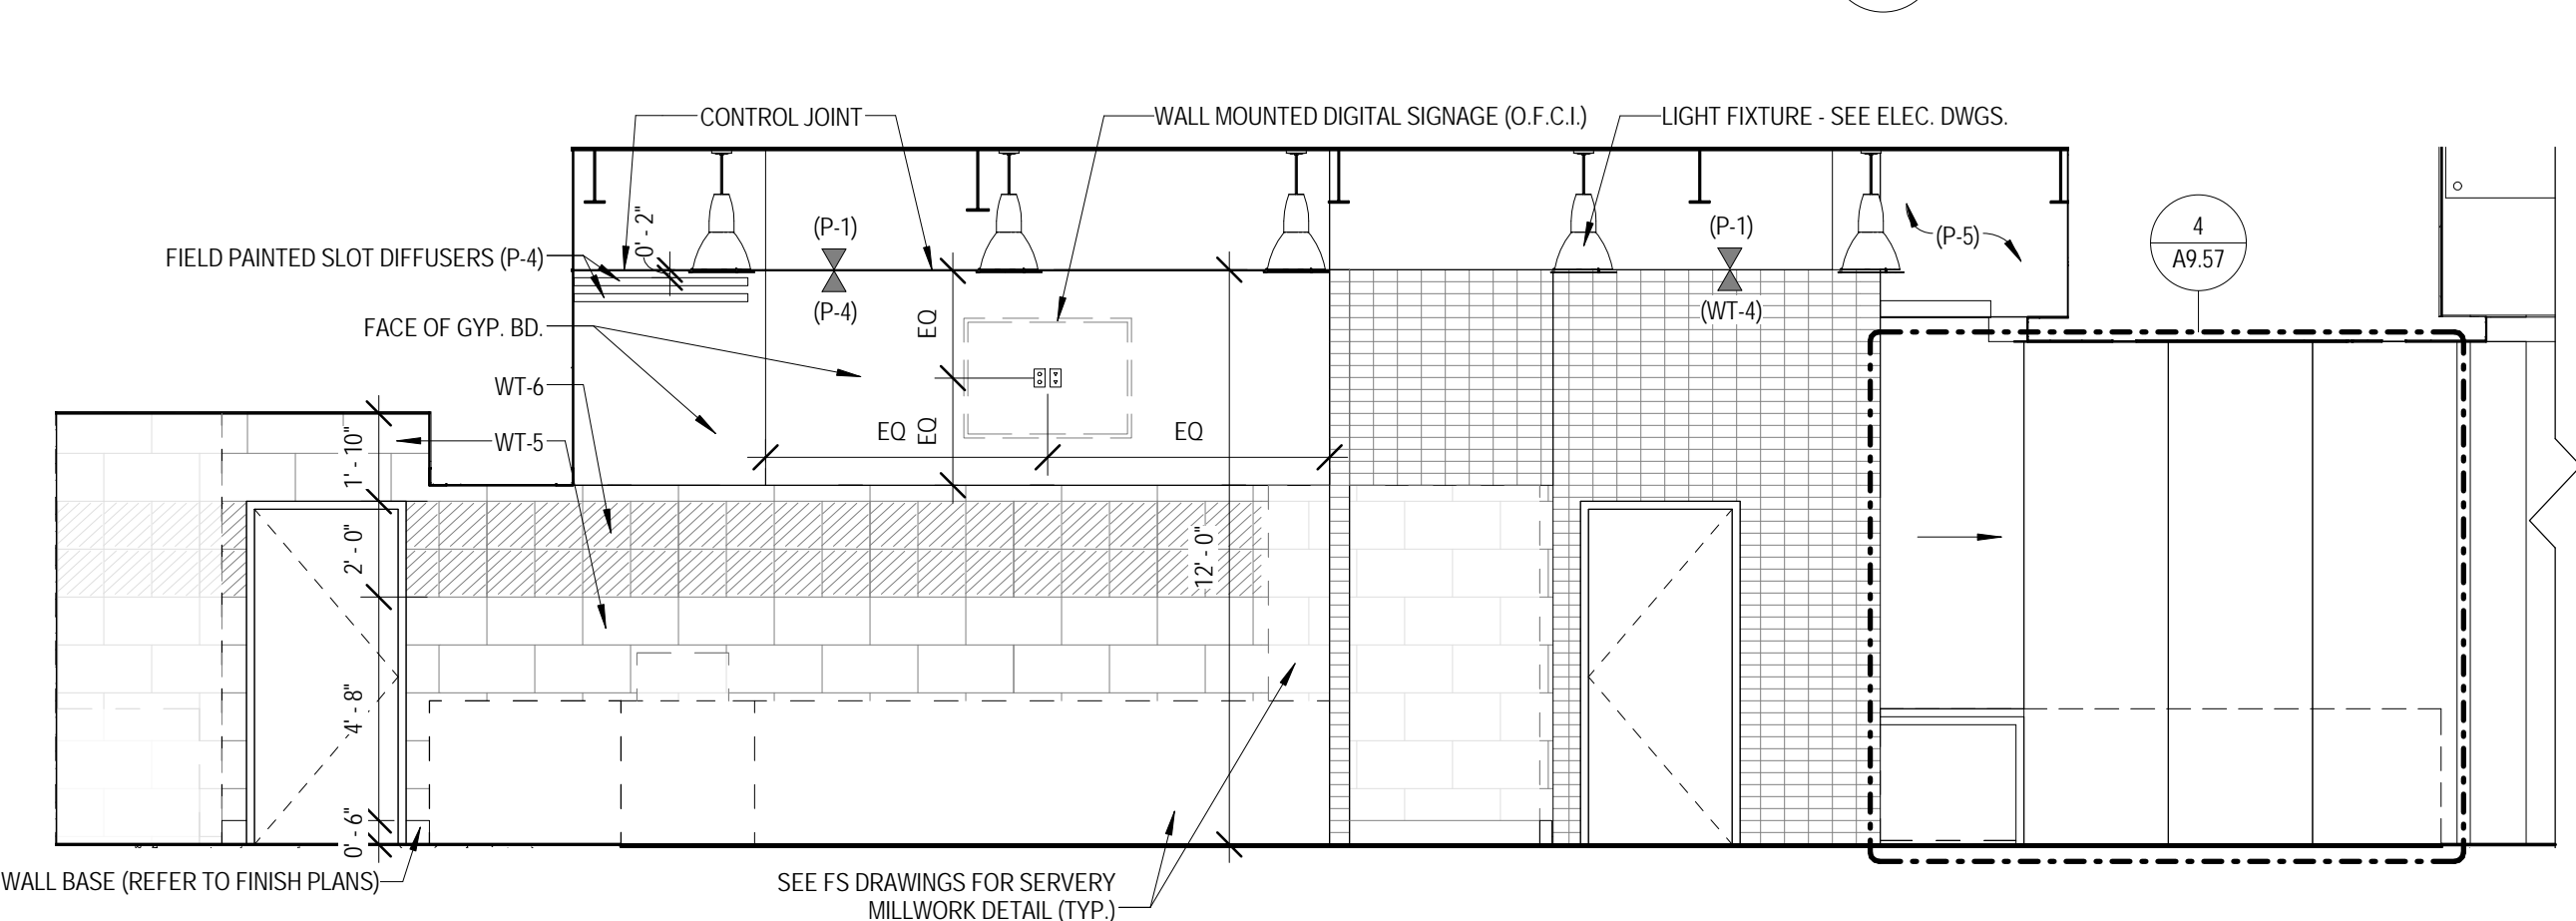 CONTROL JOINT
WALL MOUNTED DIGITAL SIGNAGE (O.F.C.I.)
LIGHT FIXTURE - SEE ELEC. DWGS.
0' - 2"
(P-1)
(P-1)
(P-5)
4
A9.57
FIELD PAINTED SLOT DIFFUSERS (P-4)
(P-4)
(WT-4)
FACE OF GYP. BD.
EQ
WT-6
WT-5
EQ
EQ
EQ
1' - 10"
2' - 0"
12' - 0"
4' - 8"
0' - 6"
WALL BASE (REFER TO FINISH PLANS)
SEE FS DRAWINGS FOR SERVERY
MILLWORK DETAIL (TYP.)